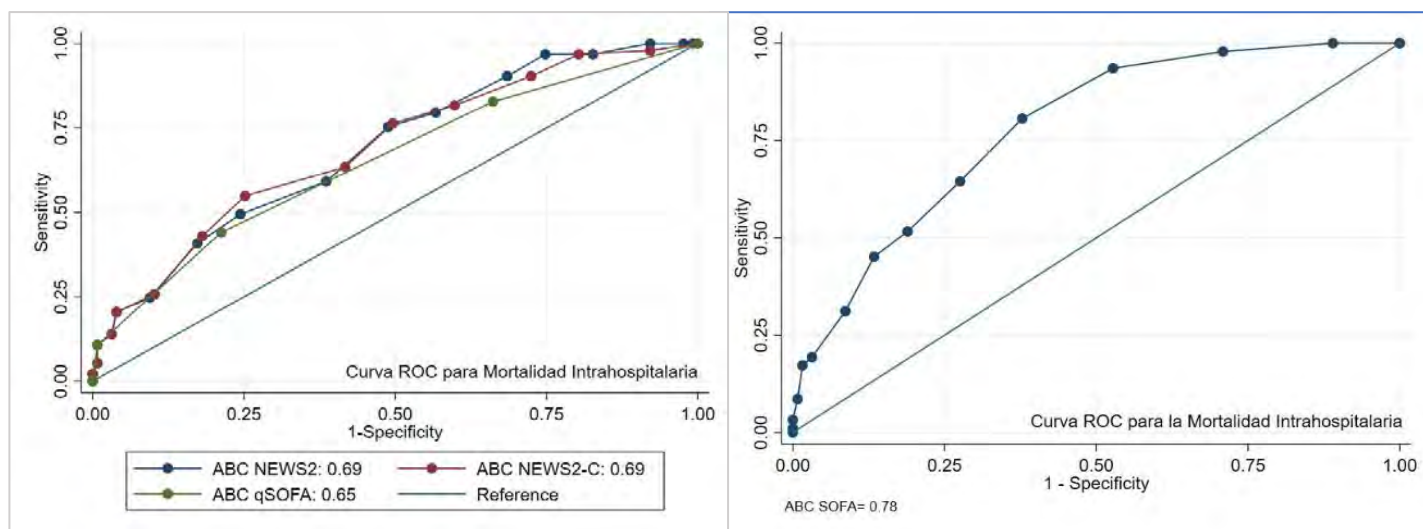 1.00
0.75
0.50
0.25
0.00
Sensitivity
Curva ROC para Mortalidad Intrahospitalaria
0.00 0.25 0.50 0.75 1.00
1-Specificity
ABC NEWS2: 0.69 ABC NEWS2-C: 0.69
ABC qSOFA: 0.65 Reference
1.00
0.75
0.50
0.25
0.00
Sensitivity
Curva ROC para la Mortalidad Intrahospitalaria
0.00 0.25 0.50 0.75 1.00
1 - Specificity
ABC SOFA= 0.78